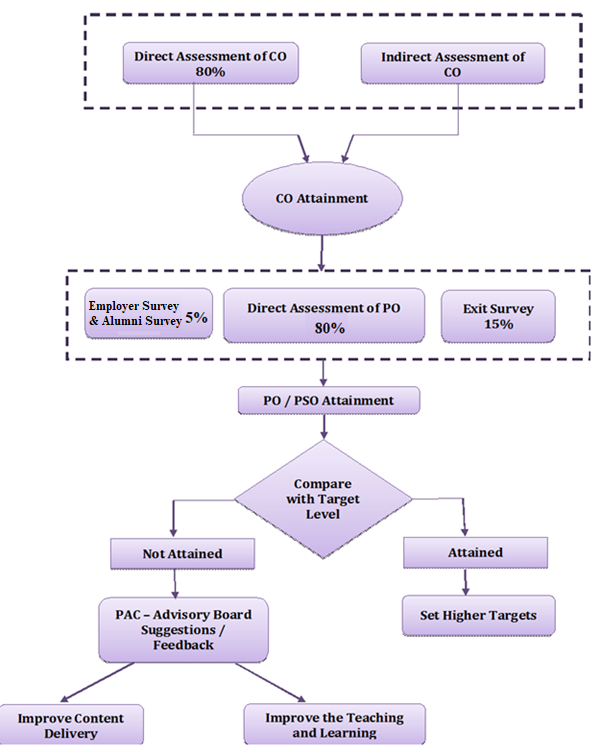 Direct Assessment of CO
80%
Indirect Assessment of
CO
CO Attainment
Employer Survey
& Alumni Survey 5%
Direct Assessment of PO
80%
Exit Survey
15%
PO / PSO Attainment
Compare
with Target
Level
Not Attained
Attained
PAC – Advisory Board
Suggestions /
Feedback
Set Higher Targets
Improve Content
Delivery
Improve the Teaching
and Learning